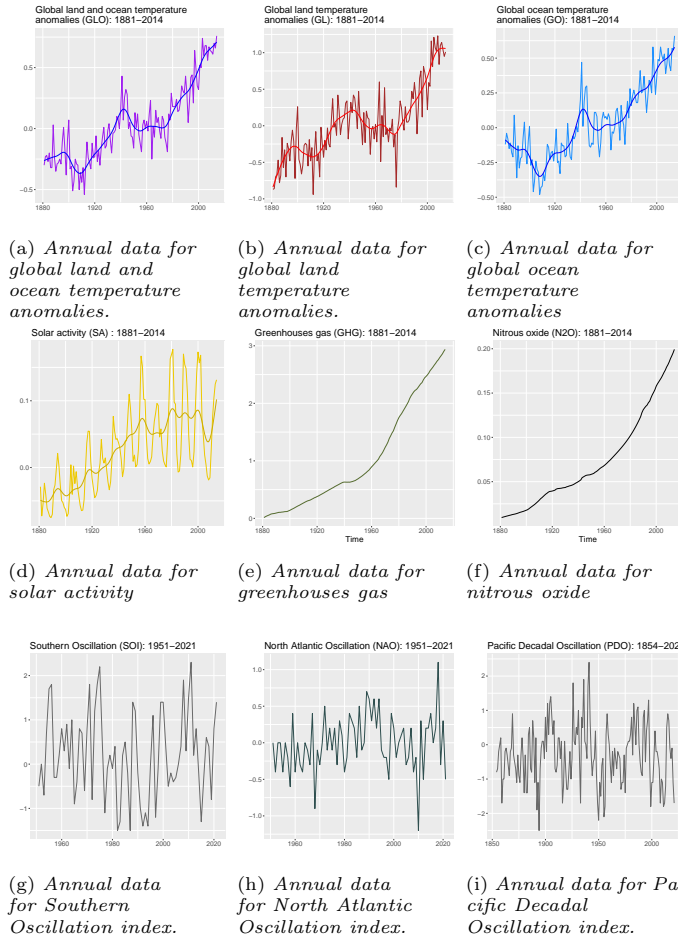 Global land and ocean temperature
anomalies (GLO): 1881−2014
0.5
0.0
0.5
1880
1920
1960
2000
Global land temperature
anomalies (GL): 1881−2014
1.0
0.5
0.0
−0.5
−1.0
1880
1920
1960
2000
Global ocean temperature
anomalies (GO): 1881−2014
0.50
0.25
0.00
−0.25
−0.50
1880
1920
1960
2000
(a) Annual data for
global land and
ocean temperature
anomalies.
(b) Annual data for
global land
temperature
anomalies.
(c) Annual data for
global ocean
temperature
anomalies
Solar activity (SA) : 1881−2014
0.1
0.0
1880
1920
1960
2000
Greenhouses gas (GHG): 1881−2014
3
2
1
0
1880
1920
1960
2000
Time
Nitrous oxide (N2O): 1881−2014
0.20
0.15
0.10
0.05
1880
1920
1960
2000
Time
(d) Annual data for
solar activity
(e) Annual data for
greenhouses gas
(f) Annual data for
nitrous oxide
Southern Oscillation (SOI): 1951−2021
2
1
0
−1
1960
1980
2000
2020
North Atlantic Oscillation (NAO): 1951−2021
1.0
0.5
0.0
−0.5
−1.0
1960
1980
2000
2020
Pacific Decadal Oscillation (PDO): 1854−202
2
0
−2
1850
1900
1950
2000
(g) Annual data
for Southern
Oscillation index.
(h) Annual data
for North Atlantic
Oscillation index.
(i) Annual data for Pa
cific Decadal
Oscillation index.